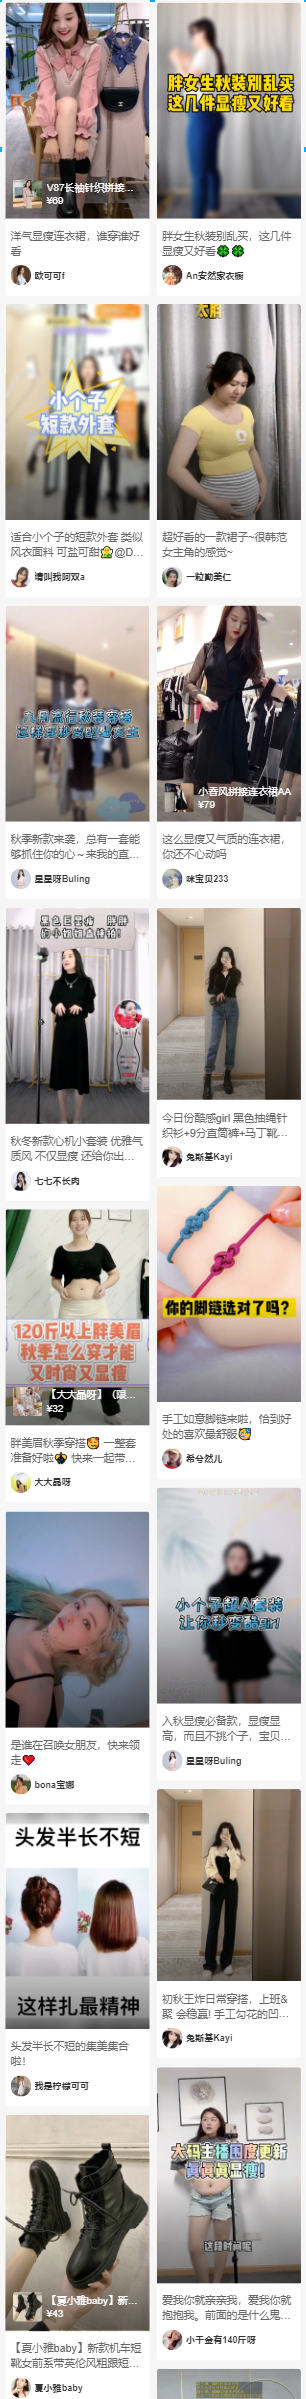 V87长袖针织拼接...
¥69
洋气显瘦连衣裙，谁穿谁好
看
欧可可f
小个子
短款外套
适合小个子的短款外套 类似
风衣面料 可盐可甜🙆@D...
请叫我阿双a
九月流行秋装穿搭
秋季新款来袭，总有一套能
够抓住你的心～来我的直...
星星呀Buling
秋冬新款心机小套装 优雅气
质风 不仅显瘦 还给你出...
七七不长肉
120斤以上胖美眉
秋季怎么穿才能
又时髦又显瘦
【大大晶呀】（限...
¥32
胖美眉秋季穿搭🥰 一整套
准备好啦 快来一起带...
大大晶呀
是谁在召唤女朋友，快来领
走❤
bona宝娜
头发半长不短
这样扎最精神
头发半长不短的集美集合
啦！
我是柠檬可可
【夏小雅baby】新...
¥43
【夏小雅baby】新款机车短
靴女前系带英伦风粗跟短...
夏小雅baby
胖女生秋装别乱买
这几件显瘦又好看
胖女生秋装别乱买，这几件
显瘦又好看🍀🍀
An安然家衣橱
太胖
超好看的一款裙子~很韩范
女主角的感觉~
一粒勤美仁
小香风拼接连衣裙AA
¥79
这么显瘦又气质的连衣裙，
你还不心动吗
咪宝贝233
今日份酷感girl 黑色抽绳针
织衫+9分直筒裤+马丁靴...
兔斯基Kayi
你的脚链选对了吗？
手工如意脚链来啦，恰到好
处的喜欢最舒服
希兮然儿
小个子超A套装
让你秒变酷girl
入秋显瘦必备款，显瘦显
高，而且不挑个子，宝贝...
星星呀Buling
初秋王炸日常穿搭，上班&
聚会稳赢! 手工勾花的凹...
兔斯基Kayi
大码主播围度更新
真真真显瘦！
这段时间呢
爱我你就亲亲我，爱我你就
抱抱我。前面的是什么鬼...
小千金有140斤呀